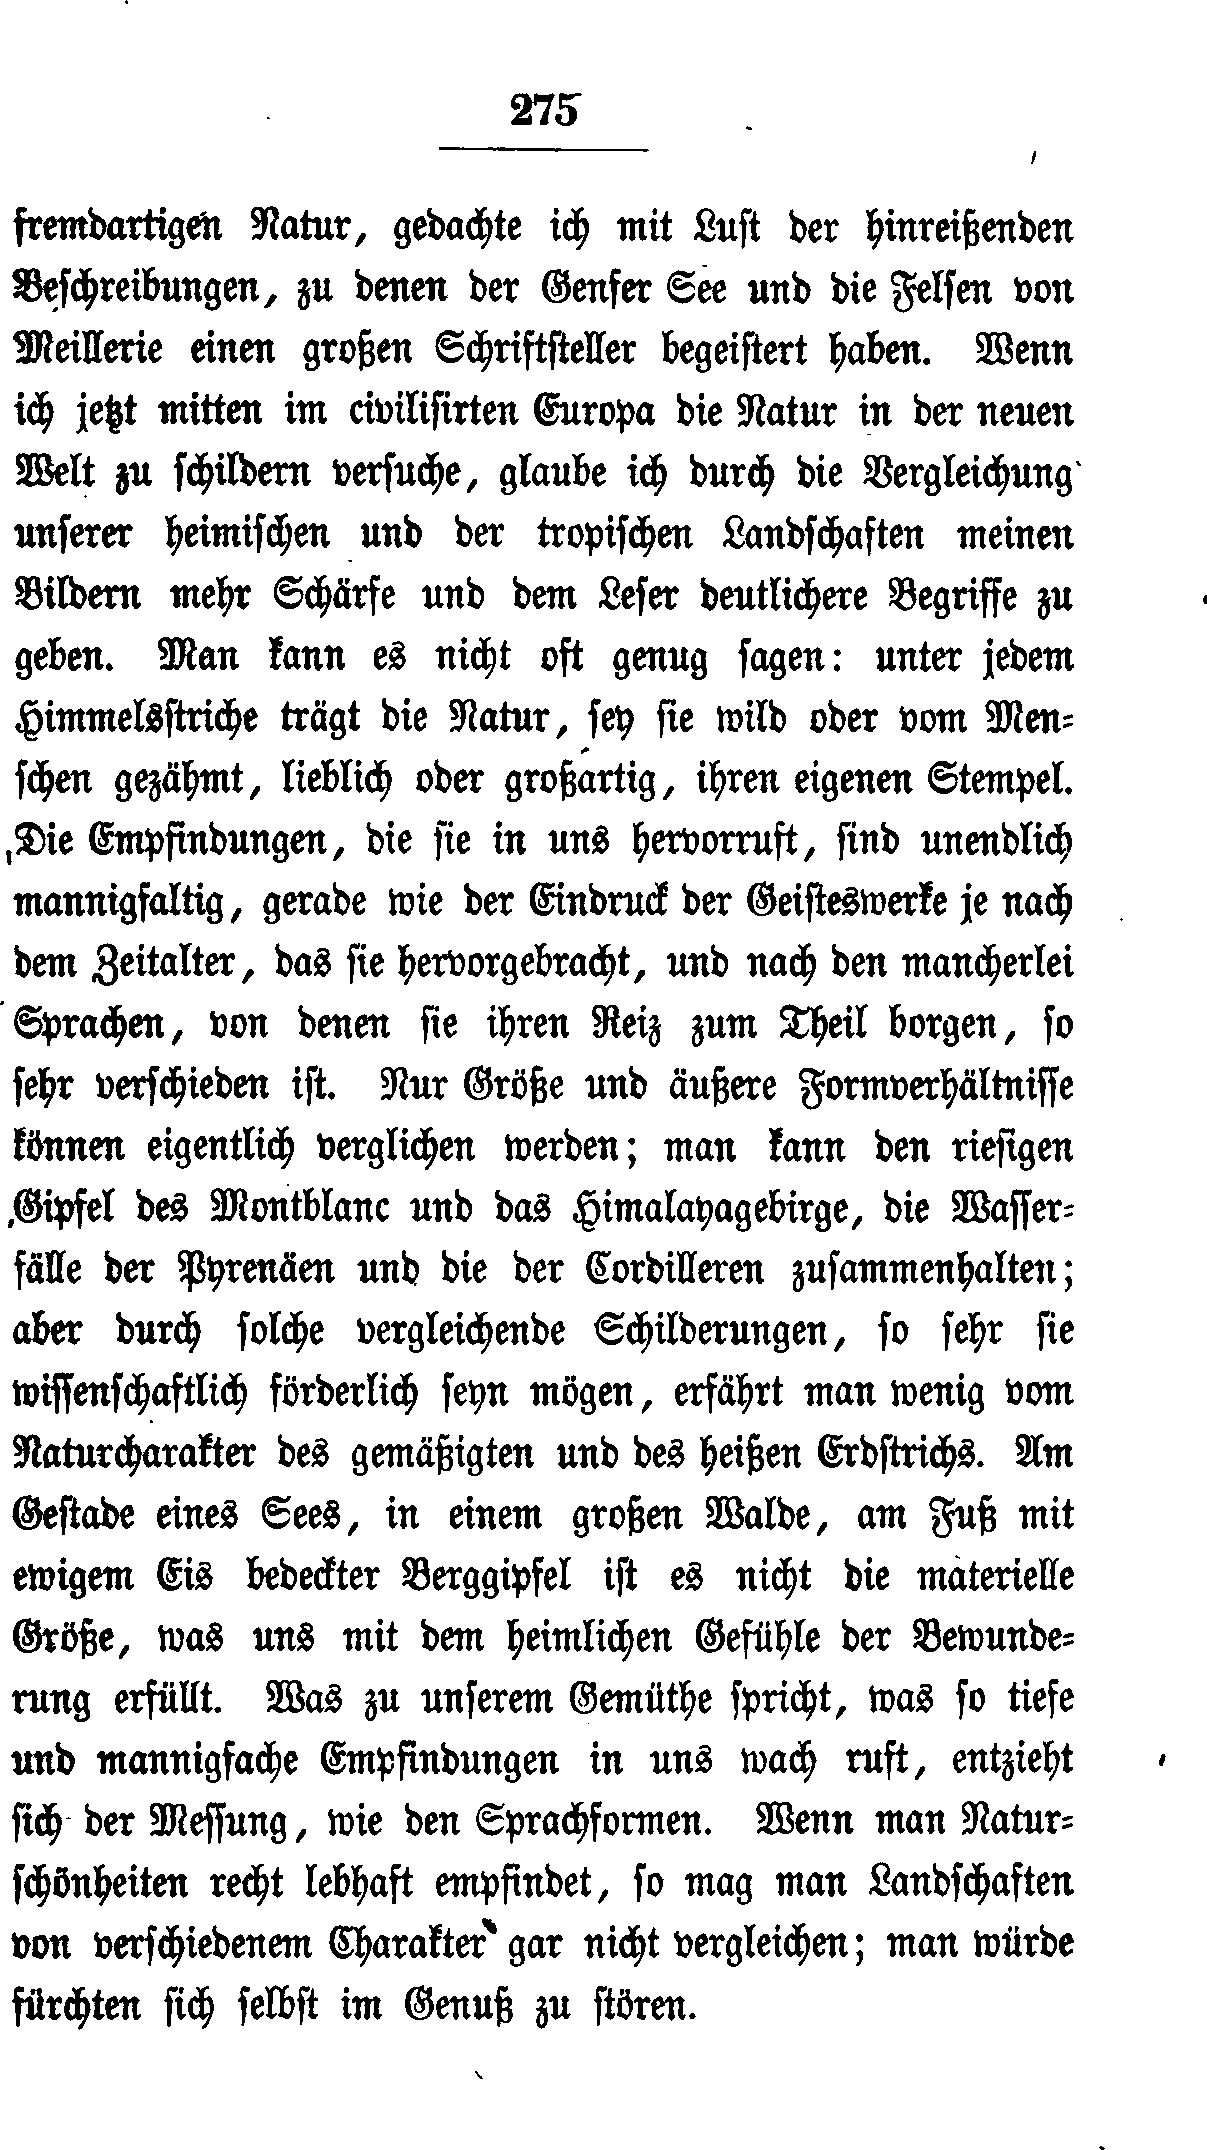 275
fremdartigen Natur, gedachte ich mit Lust der hinreißenden
Beschreibungen, zu denen der Genfer See und die Felsen von
Meillerie einen großen Schriftsteller begeistert haben. Wenn
ich jetzt mitten im civilisirten Europa die Natur in der neuen
Welt zu schildern versuche, glaube ich durch die Vergleichung
unserer heimischen und der tropischen Landschaften meinen
Bildern mehr Schärfe und dem Leser deutlichere Begriffe zu
geben. Man kann es nicht oft genug sagen: unter jedem
Himmelsstriche trägt die Natur, sey sie wild oder vom Men-
schen gezähmt, lieblich oder großartig, ihren eigenen Stempel.
Die Empfindungen, die sie in uns hervorruft, sind unendlich
mannigfaltig, gerade wie der Eindruck der Geisteswerke je nach
dem Zeitalter, das sie hervorgebracht, und nach den mancherlei
Sprachen, von denen sie ihren Reiz zum Theil borgen, so
sehr verschieden ist. Nur Größe und äußere Formverhältnisse
können eigentlich verglichen werden; man kann den riesigen
Gipfel des Montblanc und das Himalayagebirge, die Wasser-
fälle der Pyrenäen und die der Cordilleren zusammenhalten;
aber durch solche vergleichende Schilderungen, so sehr sie
wissenschaftlich förderlich seyn mögen, erfährt man wenig vom
Naturcharakter des gemäßigten und des heißen Erdstrichs. Am
Gestade eines Sees, in einem großen Walde, am Fuß mit
ewigem Eis bedeckter Berggipfel ist es nicht die materielle
Größe, was uns mit dem heimlichen Gefühle der Bewunde-
rung erfüllt. Was zu unserem Gemüthe spricht, was so tiefe
und mannigfache Empfindungen in uns wach ruft, entzieht
sich der Messung, wie den Sprachformen. Wenn man Natur-
schönheiten recht lebhaft empfindet, so mag man Landschaften
von verschiedenem Charakter gar nicht vergleichen; man würde
fürchten sich selbst im Genuß zu stören.